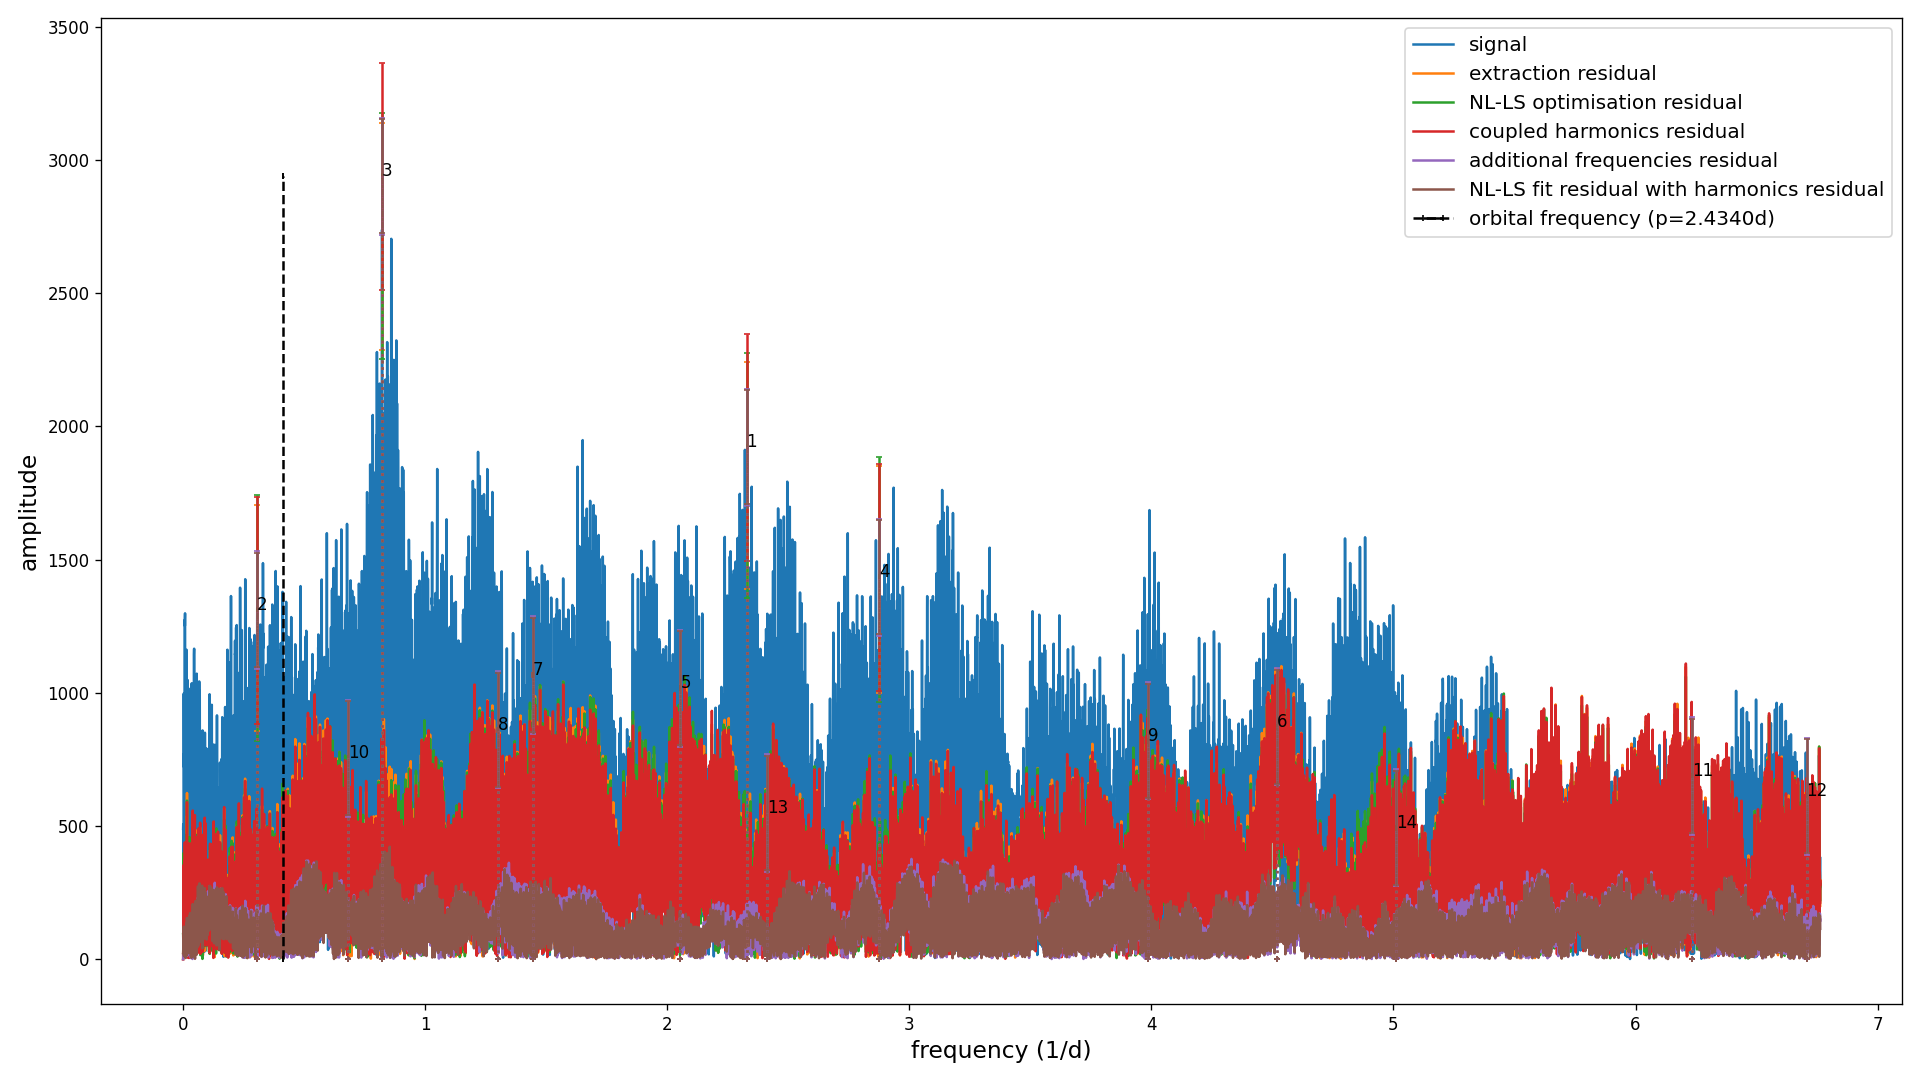 3500
3000
2500
2000
1500
1000
500
0
amplitude
0 1 2 3 4 5 6 7
frequency (1/d)
signal
extraction residual
NL-LS optimisation residual
coupled harmonics residual
additional frequencies residual
NL-LS fit residual with harmonics residual
orbital frequency (p=2.4340d)
3
1
4
2
7
5
8
6
9
10
11
12
13
14